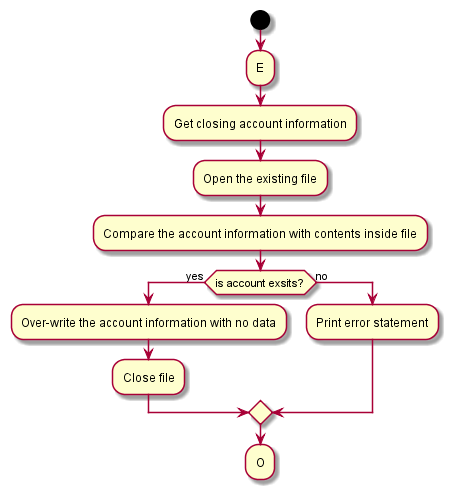 E
Get closing account information
Open the existing file
Compare the account information with contents inside file
is account exsits?
yes
no
Over-write the account information with no data
Print error statement
Close file
O